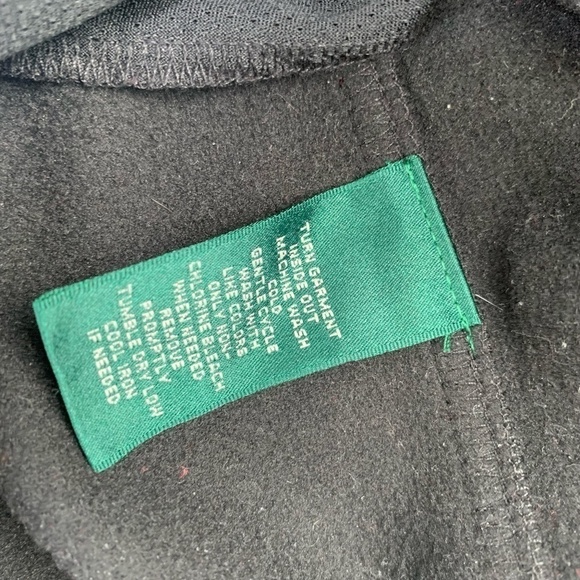 TURN GARMENT
INSIDE OUT
MACHINE WASH
COLD
GENTLE CYCLE
WASH WITH
LIKE COLORS
ONLY NON-
CHLORINE BLEACH
WHEN NEEDED
REMOVE
PROMPTLY
TUMBLE DRY LOW
COOL IRON
IF NEEDED